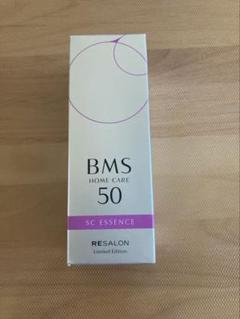 BMS
HOME CARE
50
SC ESSENCE
RESALON
Limited Edition